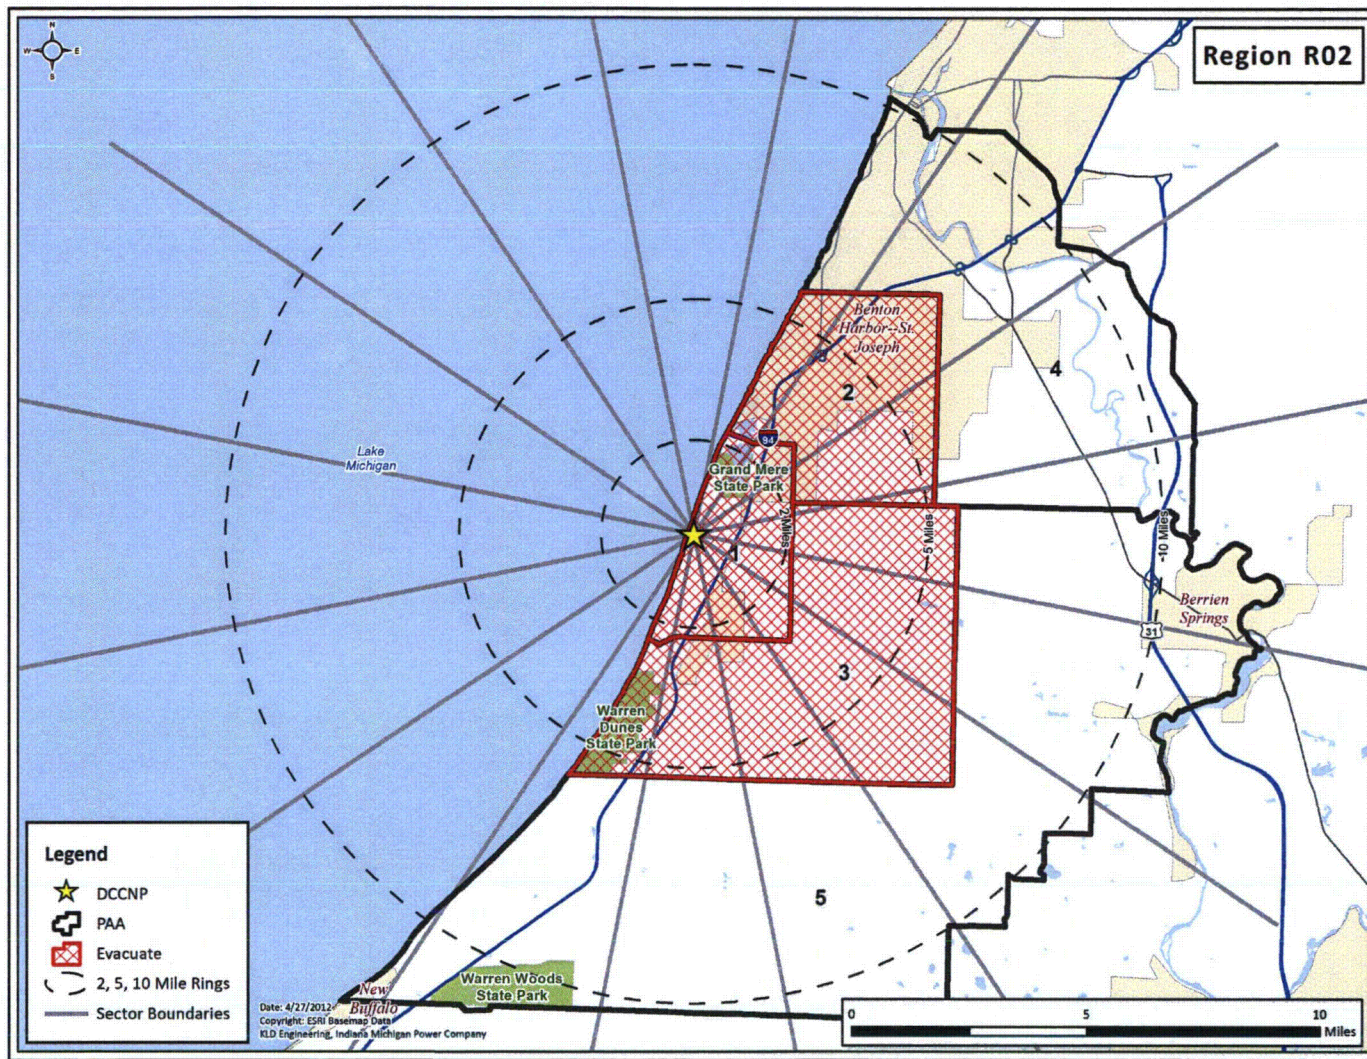 N
W
E
S
Region R02
Benton
Harbor--St.
Joseph
4
2
94
Lake
Michigan
Grand Mere
State Park
2 Miles
5 Miles
10 Miles
1
Berrien
Springs
31
3
Warren
Dunes
State Park
5
Legend
DCCNP
PAA
Evacuate
2, 5, 10 Mile Rings
Sector Boundaries
Warren Woods
State Park
New
Buffalo
Date: 4/27/2012
Copyright: ESRI Basemap Data
KLD Engineering, Indiana Michigan Power Company
0
5
10
Miles